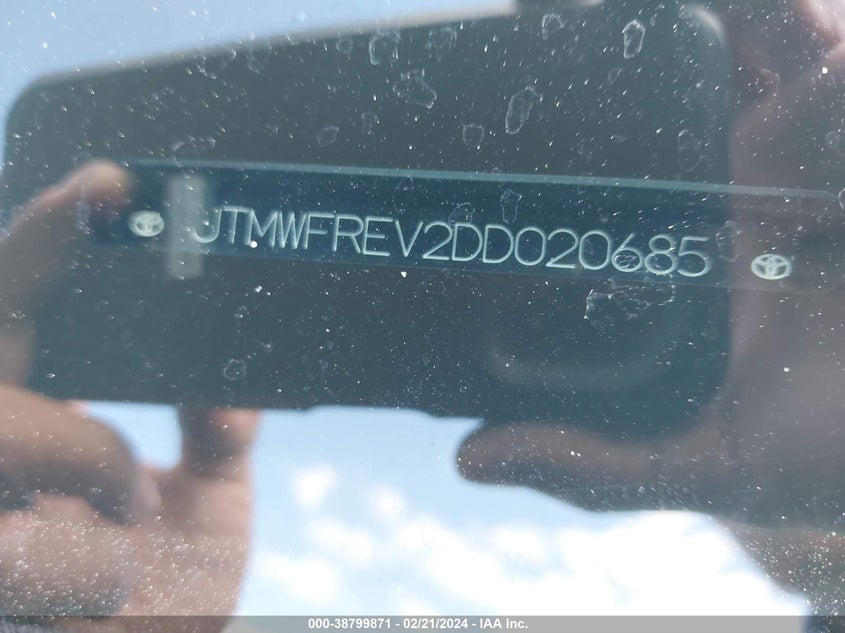 JTMWFREV2DD020685
000-38799871 - 02/21/2024 - IAA Inc.